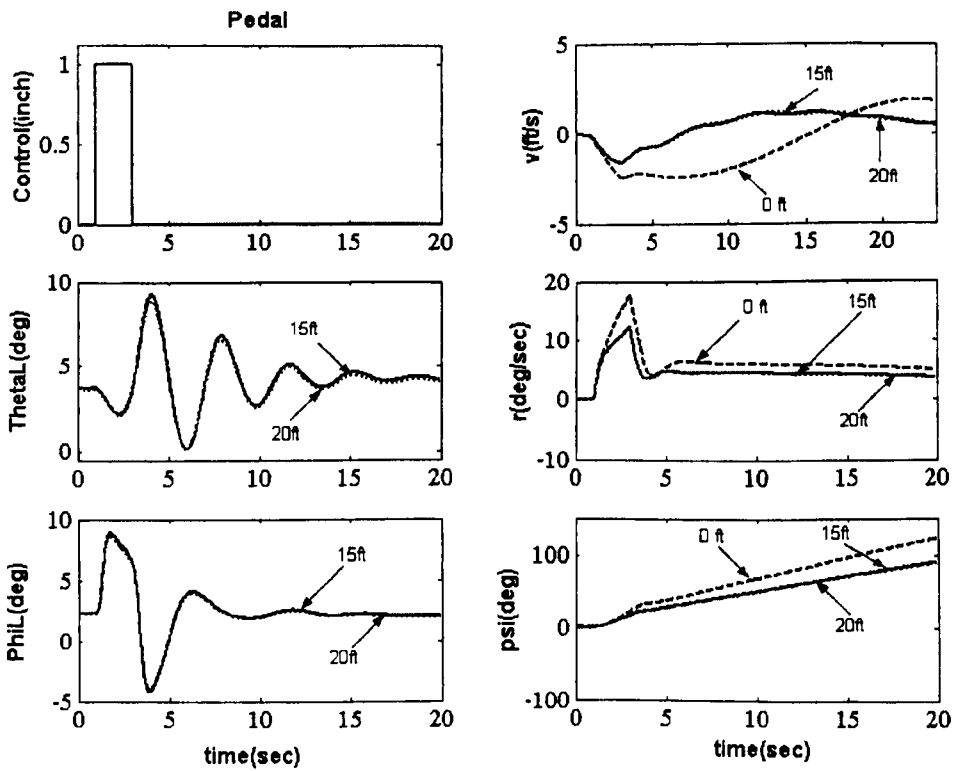 Pedal
Control(inch)
1
0.5
0
0 5 10 15 20
v(ft/s)
5
0
-5
0 5 10 15 20
15ft
20ft
0 ft
ThetaL(deg)
10
5
0
0 5 10 15 20
15ft
20ft
r(deg/sec)
20
10
0
-10
0 5 10 15 20
0 ft
15ft
20ft
PhiL(deg)
10
5
0
-5
0 5 10 15 20
15ft
20ft
time(sec)
psi(deg)
100
0
-100
0 5 10 15 20
0 ft
15ft
20ft
time(sec)